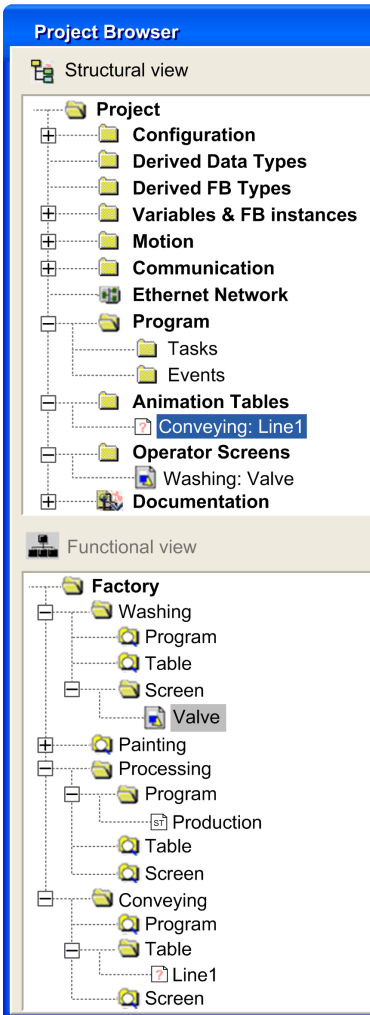 Project Browser
Structural view
Project
Configuration
Derived Data Types
Derived FB Types
Variables & FB instances
Motion
Communication
Ethernet Network
Program
Tasks
Events
Animation Tables
? Conveying: Line1
Operator Screens
Washing: Valve
Documentation
Functional view
Factory
Washing
Program
Table
Screen
Valve
Painting
Processing
Program
ST Production
Table
Screen
Conveying
Program
Table
? Line1
Screen